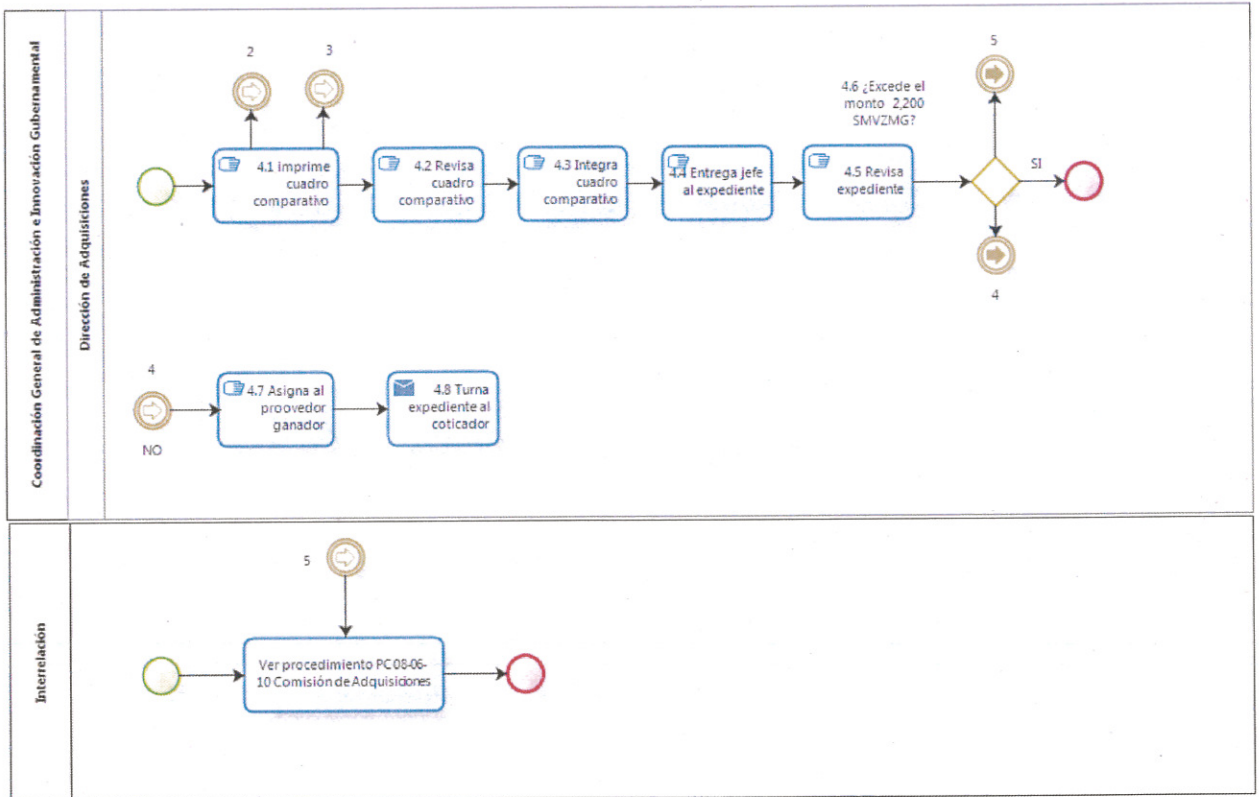 Coordinación General de Administración e Innovación Gubernamental
Dirección de Adquisiciones
2
3
5
4.6 ¿Excede el
monto 2,200
SMVZMG?
4.1 imprime
cuadro
comparativo
4.2 Revisa
cuadro
comparativo
4.3 Integra
cuadro
comparativo
4.4 Entrega jefe
al expediente
4.5 Revisa
expediente
SI
4
4
NO
4.7 Asigna al
proovedor
ganador
4.8 Turna
expediente al
coticador
Interrelación
5
Ver procedimiento PC 08-06-
10 Comisión de Adquisiciones